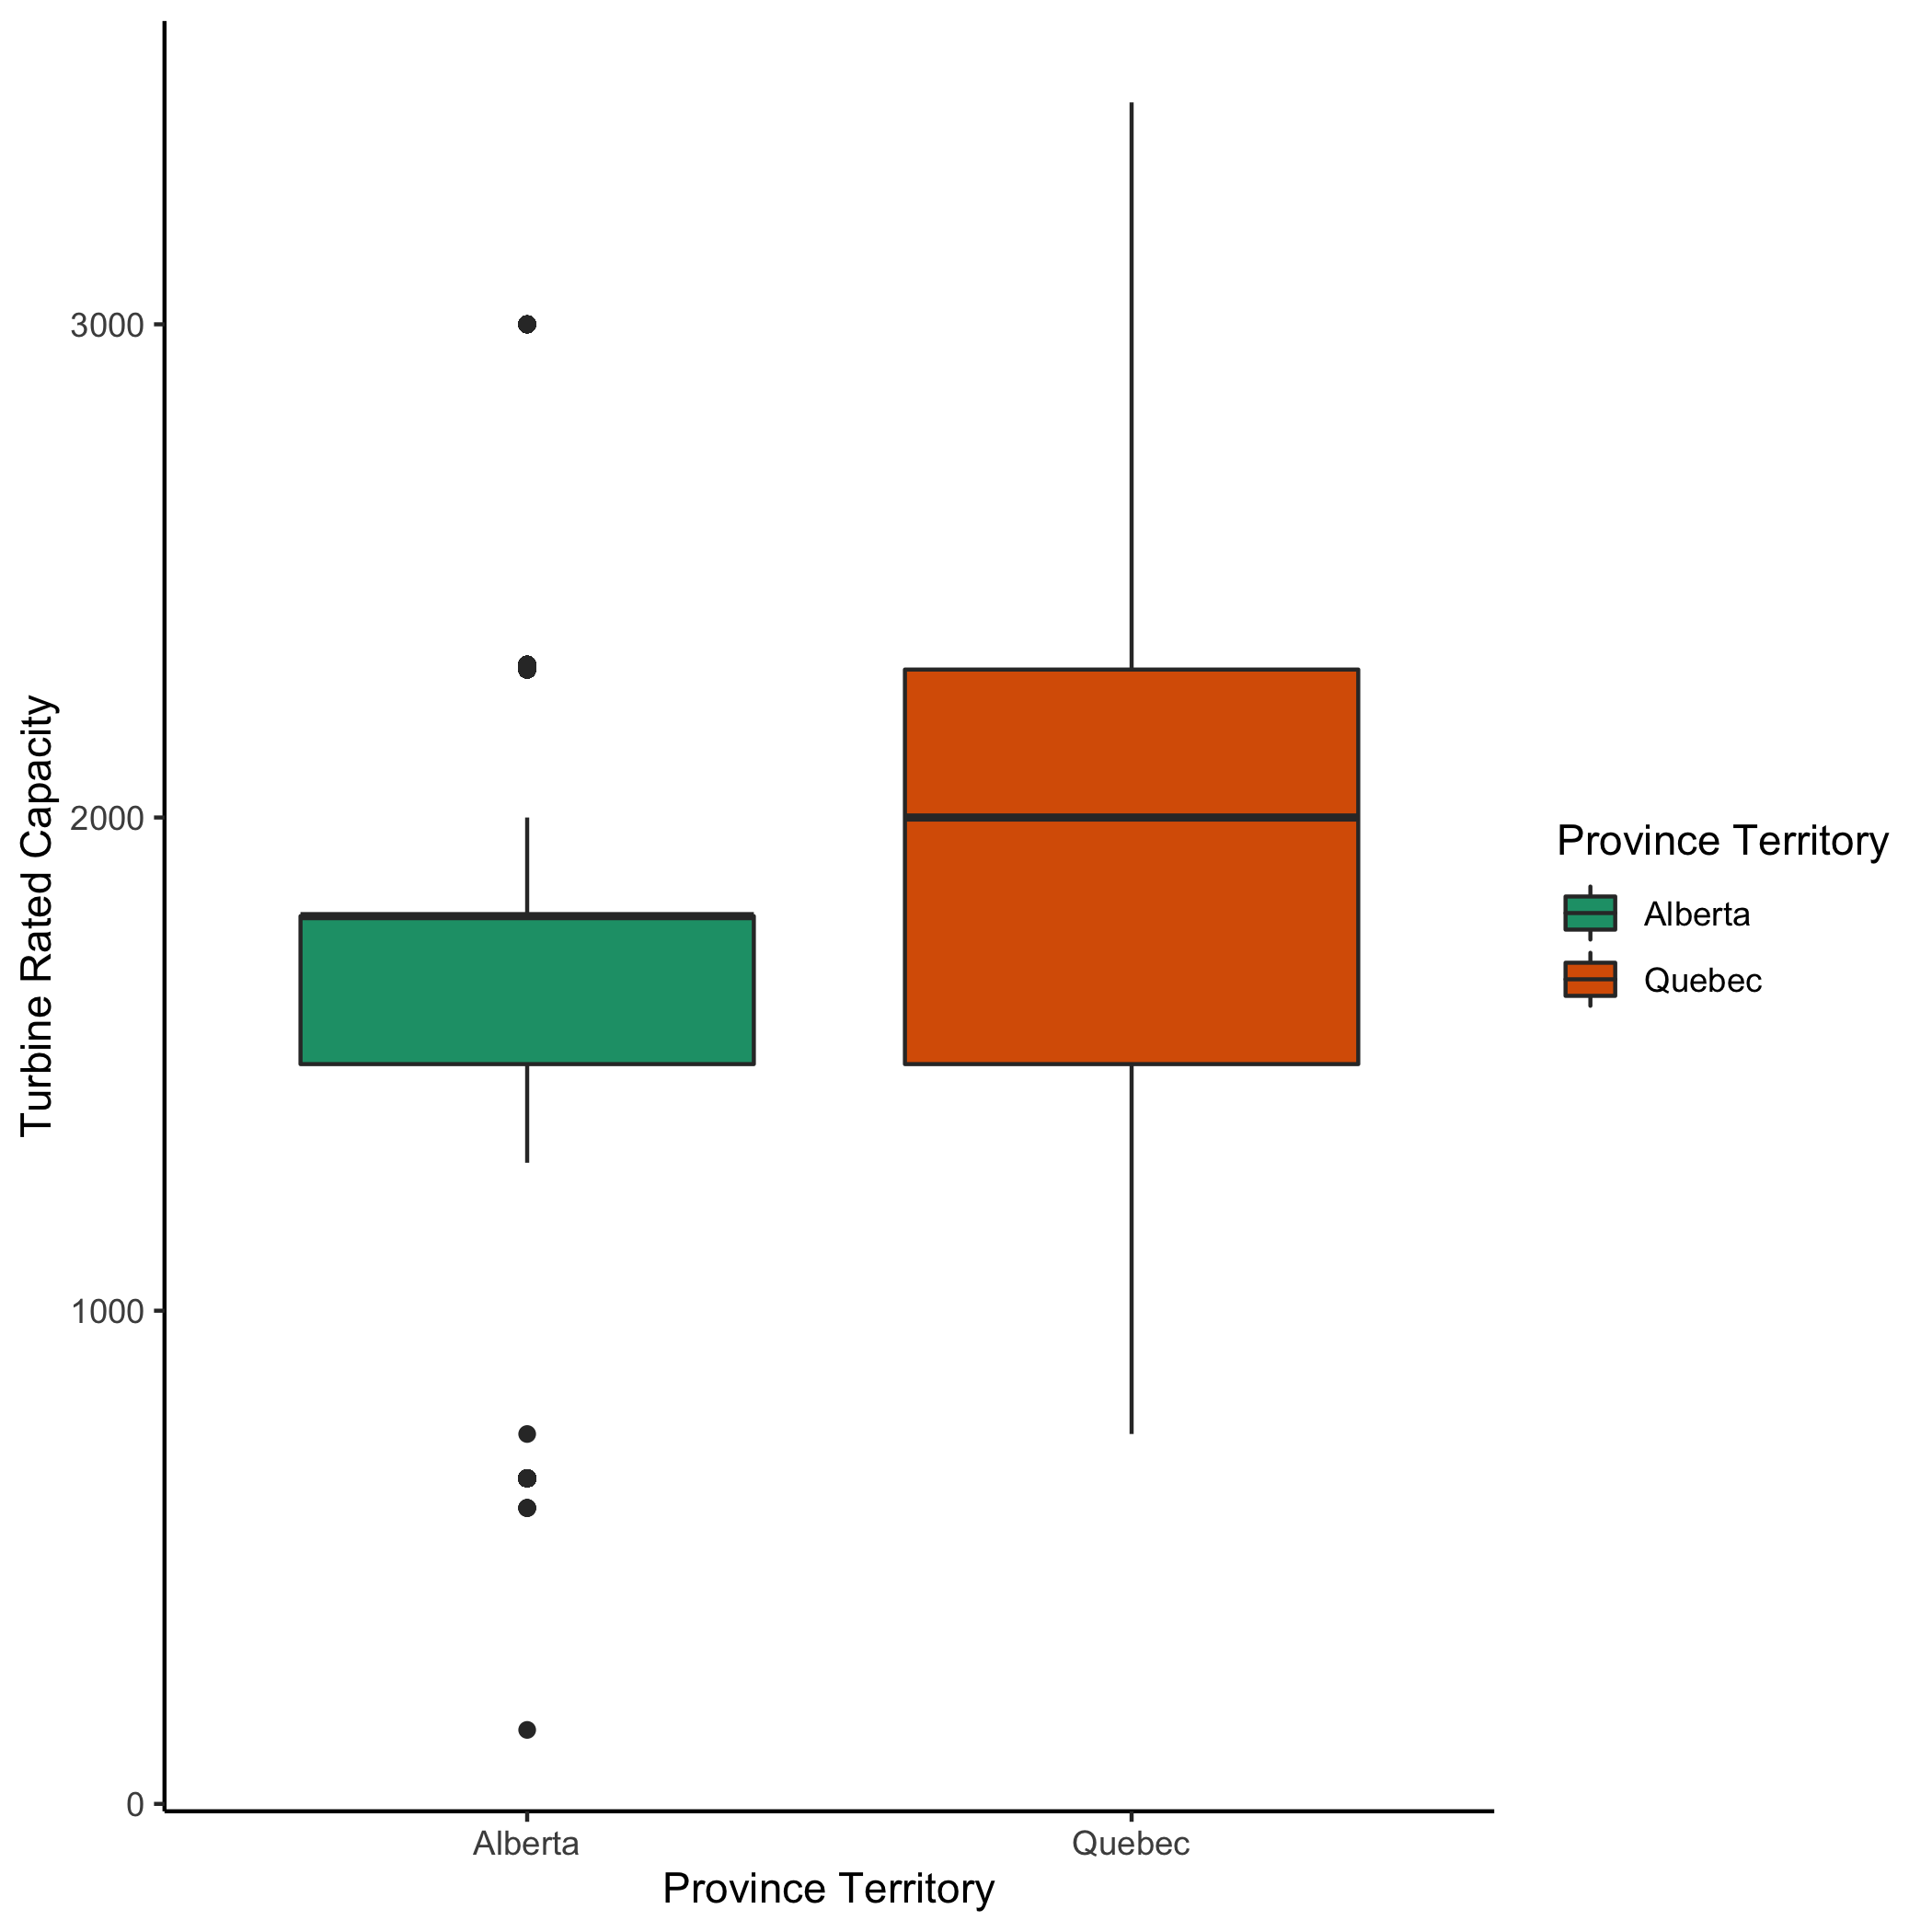 Turbine Rated Capacity
3000
2000
1000
0
Alberta
Quebec
Province Territory
Province Territory
Alberta
Quebec